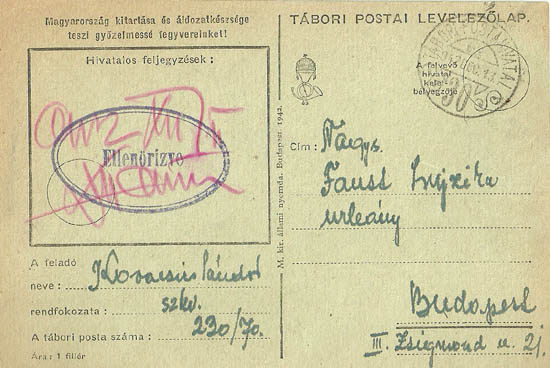 Magyarország kitartása és áldozatkészsége
teszi győzelmessé fegyvereinket!
Hivatalos feljegyzések :
Ellenőrizve
A feladó
neve : Kovacsics Sándor
rendfokozata : szkv.
A tábori posta száma : 230/70.
Ára : 1 fillér
M. kir. állami nyomda. Budapest 1942.
TÁBORI POSTAI LEVELEZŐLAP.
A felvevő
hivatal
kelet-
bélyegzője
Cím : Nagys.
Faust
urleány
Budapest
III. Zsigmond u. 21.